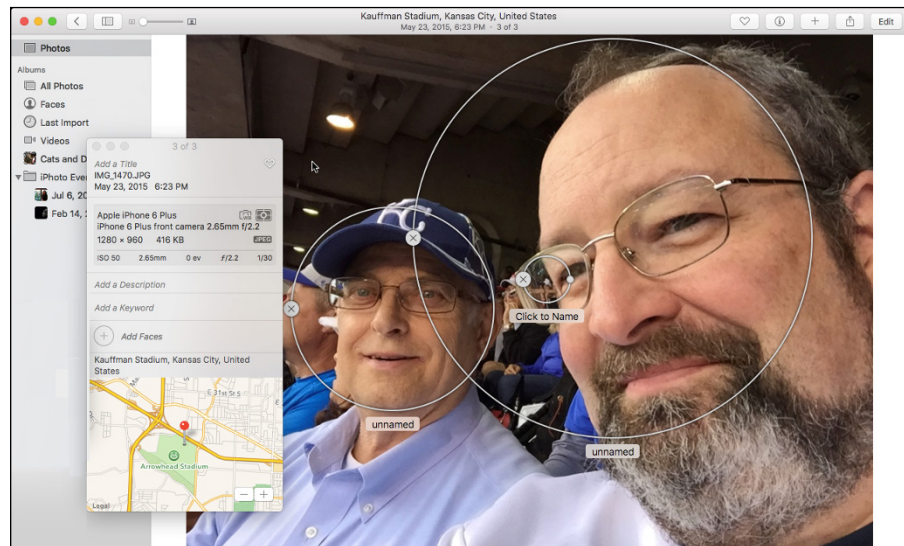 Kauffman Stadium, Kansas City, United States
May 23, 2015, 6:23 PM · 3 of 3
Edit
Photos
Albums
All Photos
Faces
Last Import
Videos
Cats and D
iPhoto Eve
Jul 6, 20
Feb 14, 2
3 of 3
Add a Title
IMG_1470.JPG
May 23, 2015 6:23 PM
Apple iPhone 6 Plus
iPhone 6 Plus front camera 2.65mm f/2.2
1280 × 960 416 KB JPEG
ISO 50 2.65mm 0 ev ƒ/2.2 1/30
Add a Description
Add a Keyword
Add Faces
Kauffman Stadium, Kansas City, United
States
E 31st St S
Arrowhead Stadium
Legal
KC
Click to Name
unnamed
unnamed